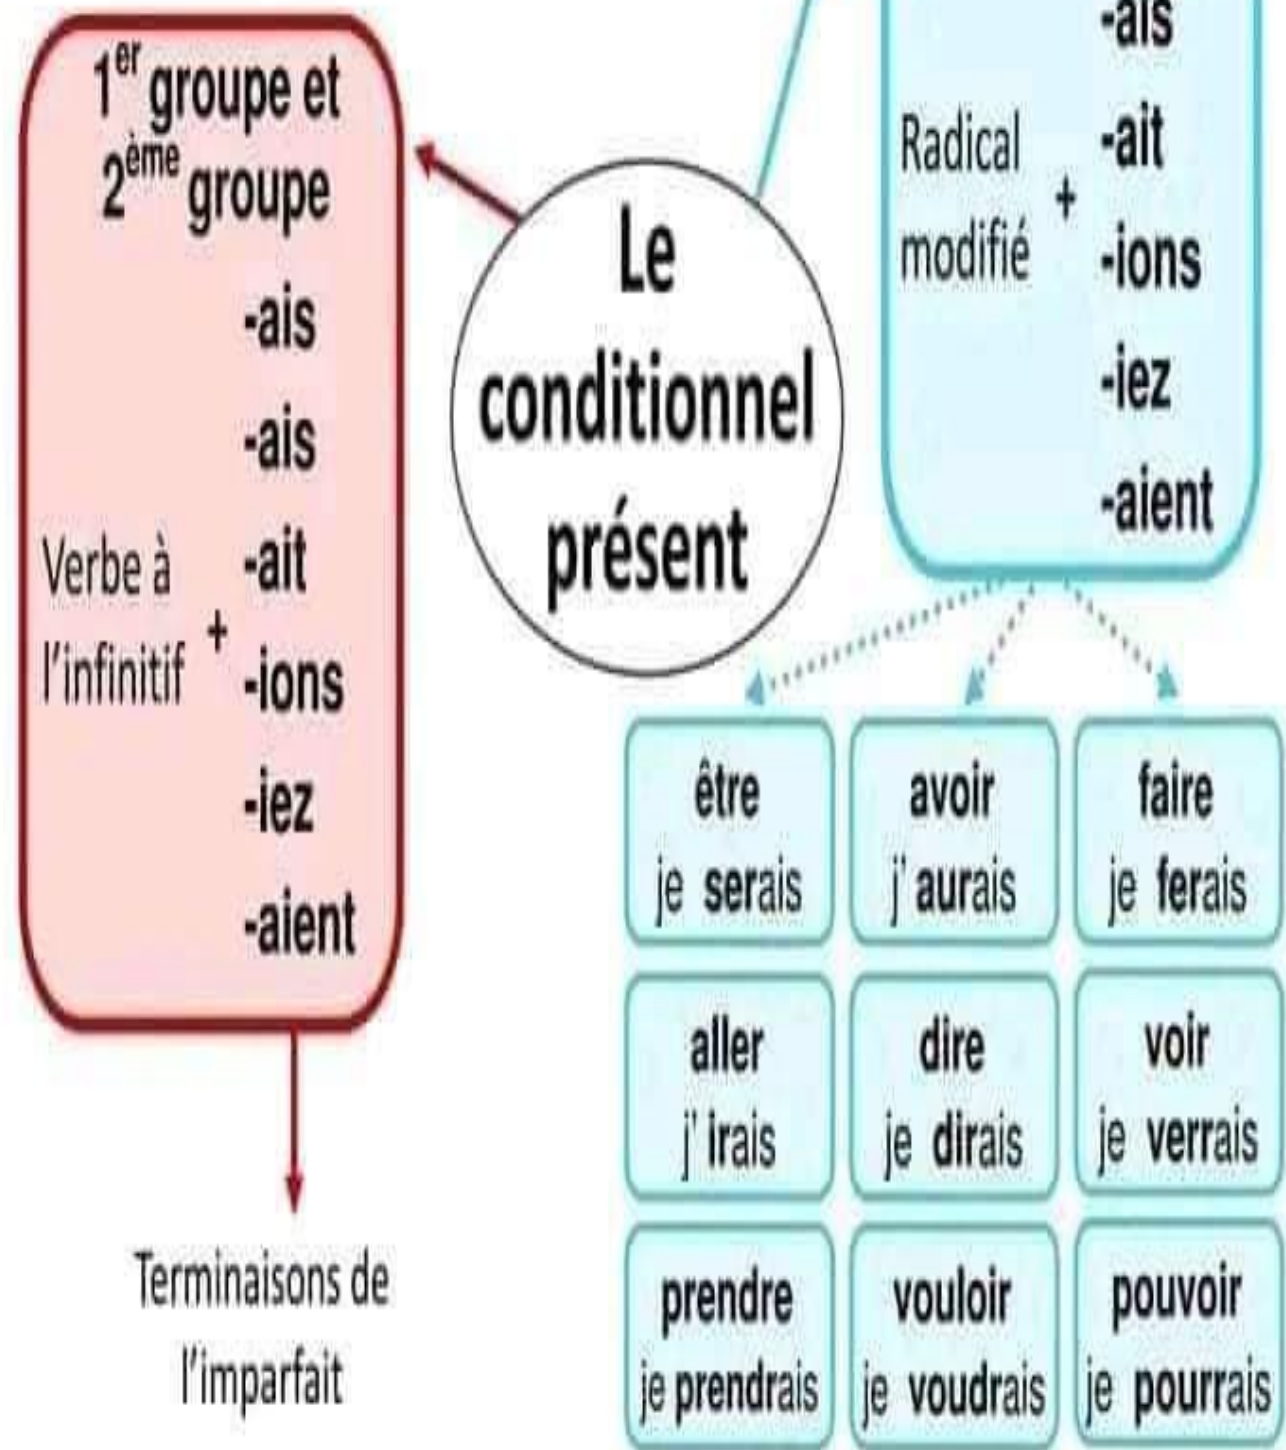 1er groupe et
2ème groupe
-ais
-ais
-ait
-ions
-iez
-aient
Verbe à
l'infinitif
+
Terminaisons de
l'imparfait
Le
conditionnel
présent
-ais
-ait
-ions
-iez
-aient
Radical
modifié
+
être
je serais
avoir
j' aurais
faire
je ferais
aller
j' irais
dire
je dirais
voir
je verrais
prendre
je prendrais
vouloir
je voudrais
pouvoir
je pourrais